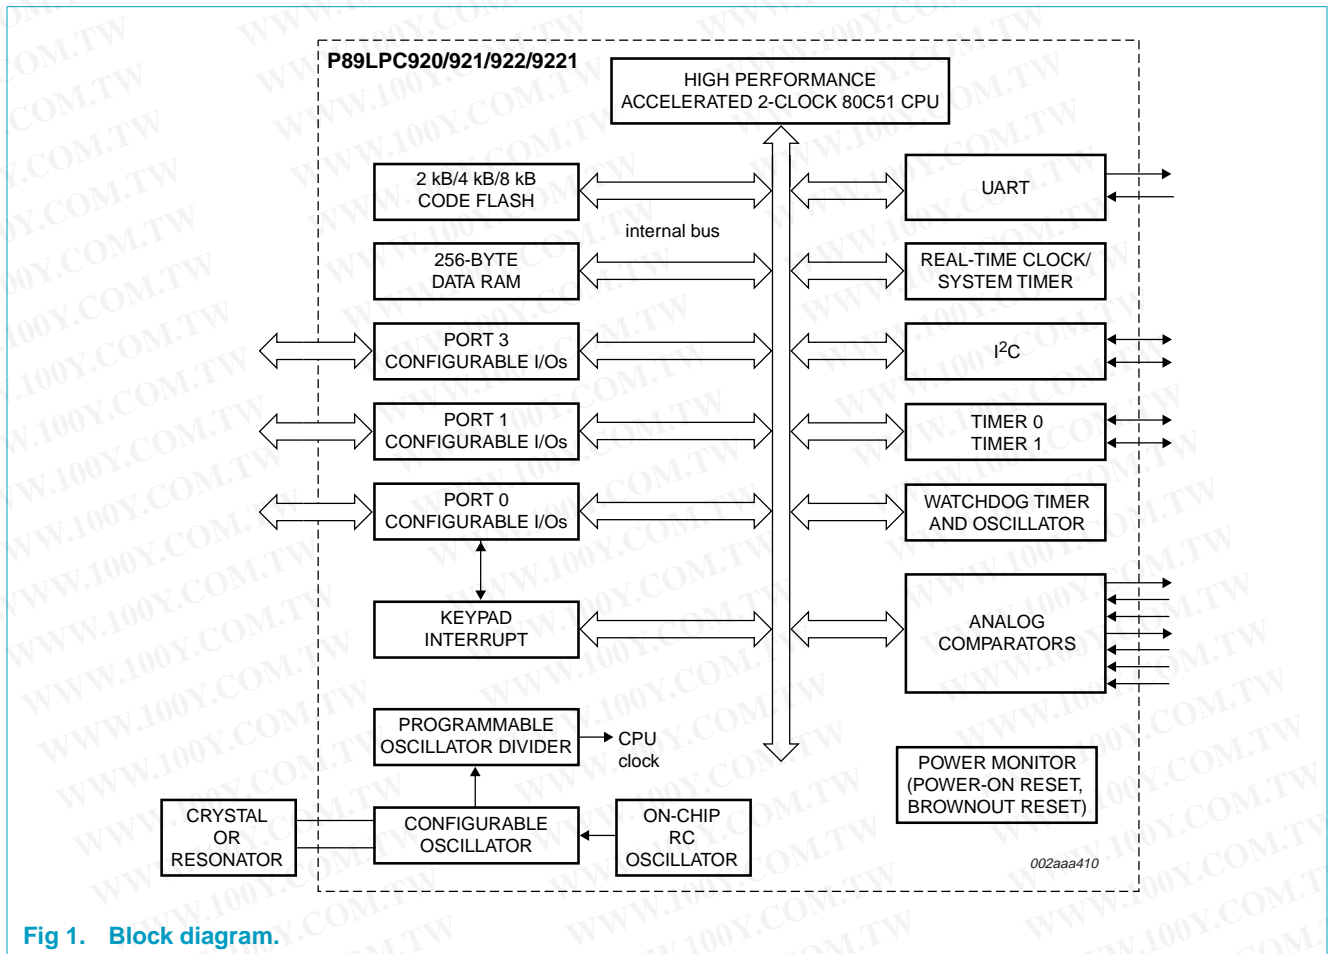 P89LPC920/921/922/9221
HIGH PERFORMANCE
ACCELERATED 2-CLOCK 80C51 CPU
2 kB/4 kB/8 kB
CODE FLASH
UART
internal bus
256-BYTE
DATA RAM
REAL-TIME CLOCK/
SYSTEM TIMER
PORT 3
CONFIGURABLE I/Os
I²C
PORT 1
CONFIGURABLE I/Os
TIMER 0
TIMER 1
PORT 0
CONFIGURABLE I/Os
WATCHDOG TIMER
AND OSCILLATOR
KEYPAD
INTERRUPT
ANALOG
COMPARATORS
PROGRAMMABLE
OSCILLATOR DIVIDER
CPU
clock
POWER MONITOR
(POWER-ON RESET,
BROWNOUT RESET)
CRYSTAL
OR
RESONATOR
CONFIGURABLE
OSCILLATOR
ON-CHIP
RC
OSCILLATOR
002aaa410
Fig 1. Block diagram.
WWW.100Y.COM.TW